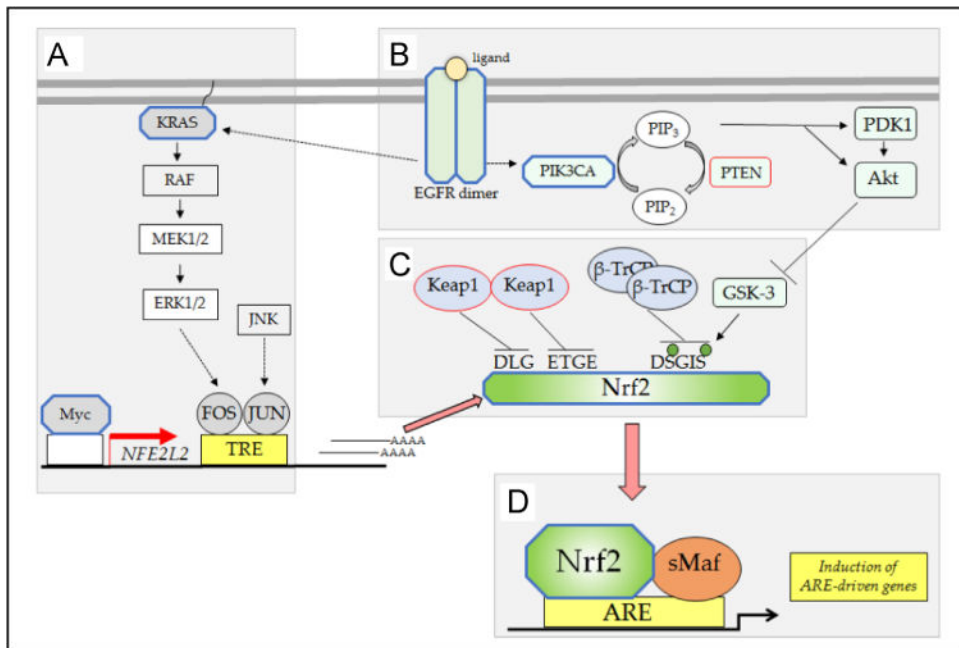 A
KRAS
RAF
MEK1/2
ERK1/2
JNK
FOS JUN
Myc
NFE2L2
TRE
AAAA
AAAA
B
ligand
EGFR dimer
PIK3CA
PIP3
PIP2
PTEN
PDK1
Akt
C
Keap1 Keap1
β-TrCP
β-TrCP
GSK-3
DLG ETGE DSGIS
Nrf2
D
Nrf2
sMaf
ARE
Induction of
ARE-driven genes